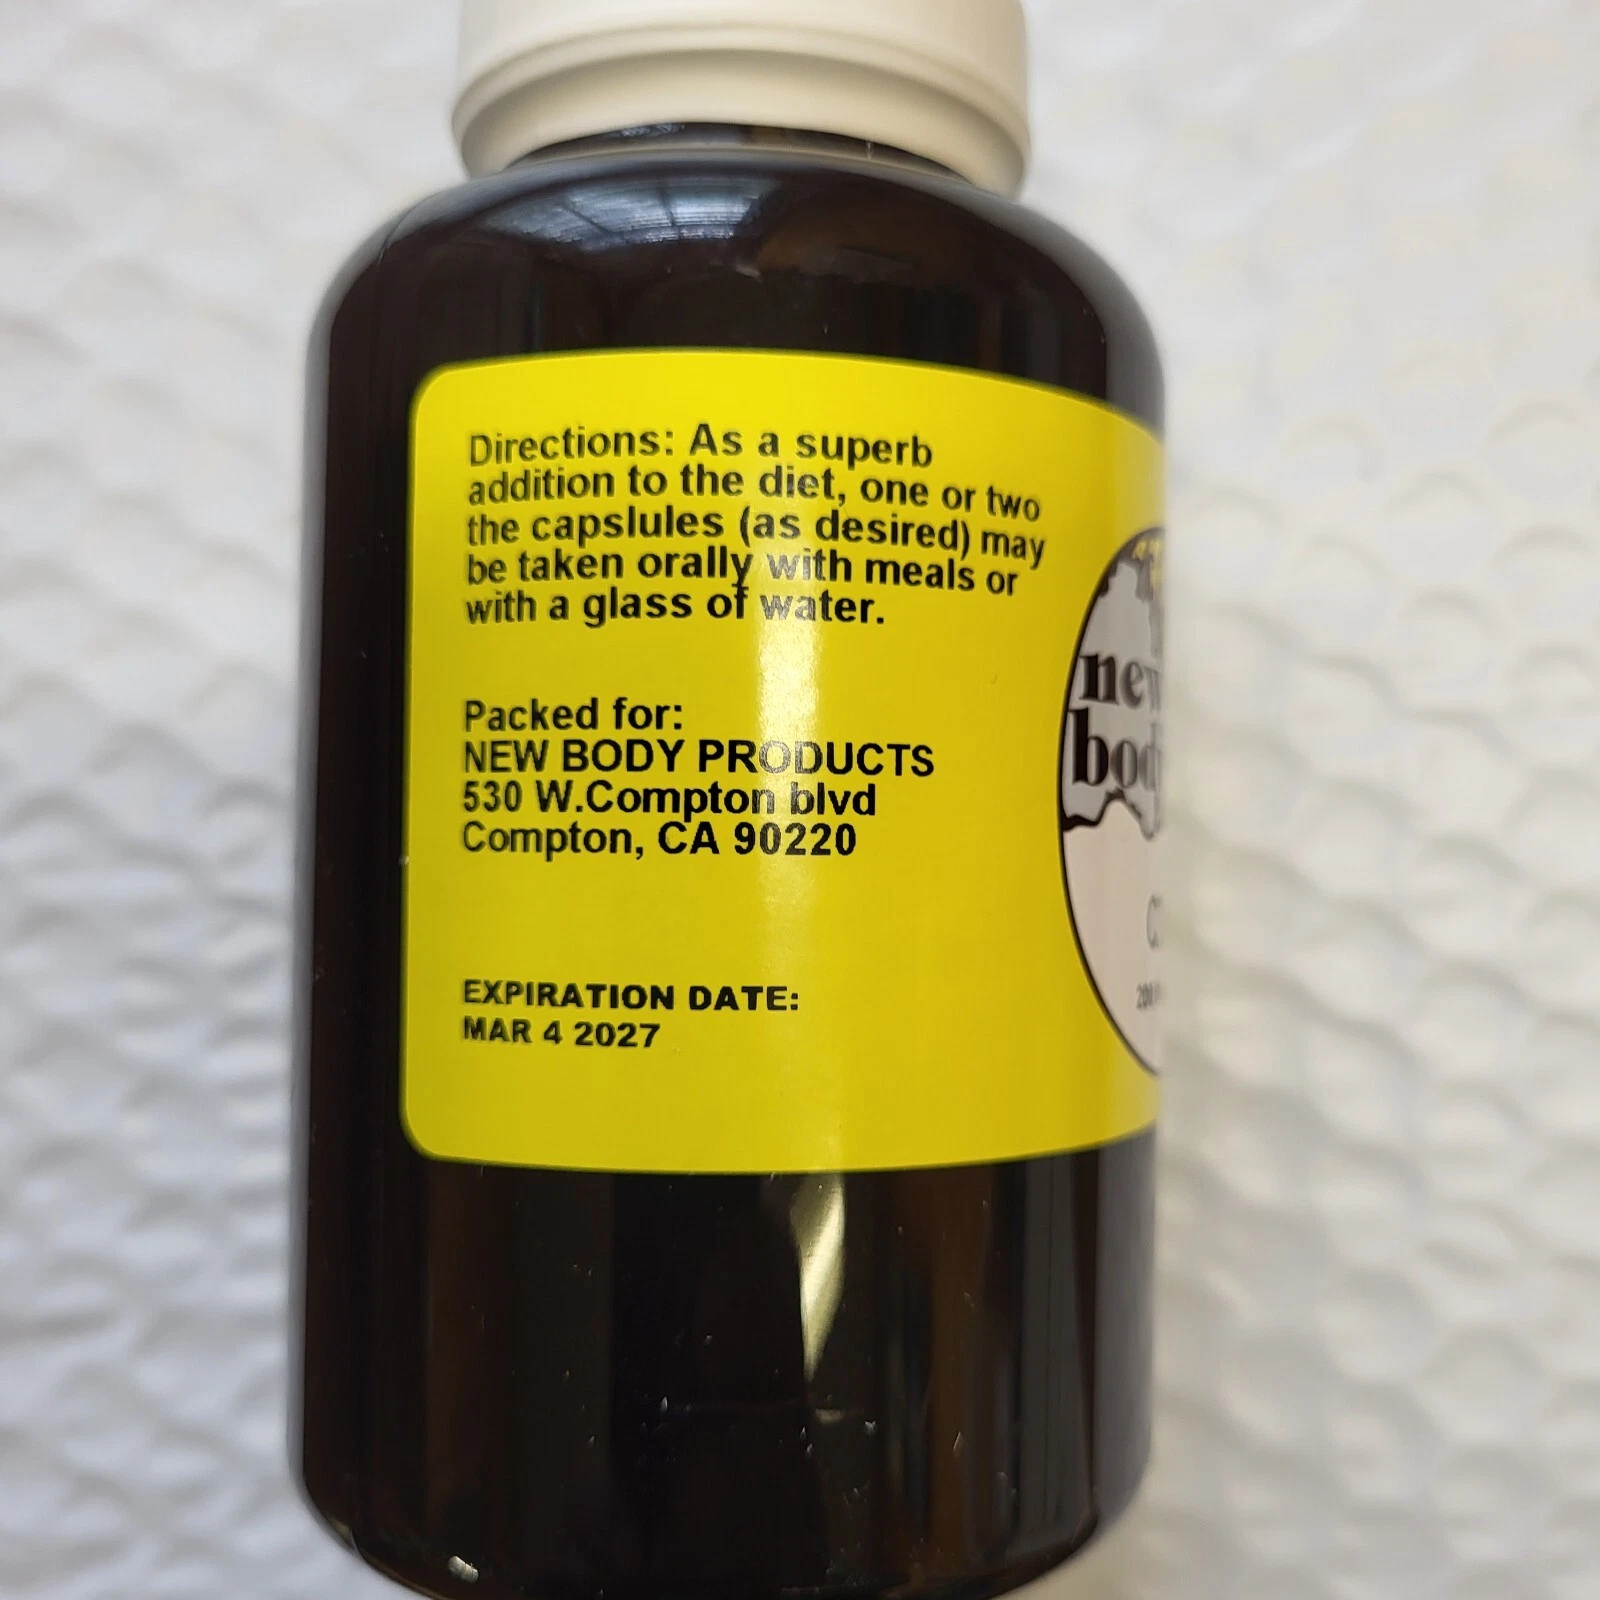 Directions: As a superb
addition to the diet, one or two
the capslules (as desired) may
be taken orally with meals or
with a glass of water.
Packed for:
NEW BODY PRODUCTS
530 W.Compton blvd
Compton, CA 90220
EXPIRATION DATE:
MAR 4 2027
new
body